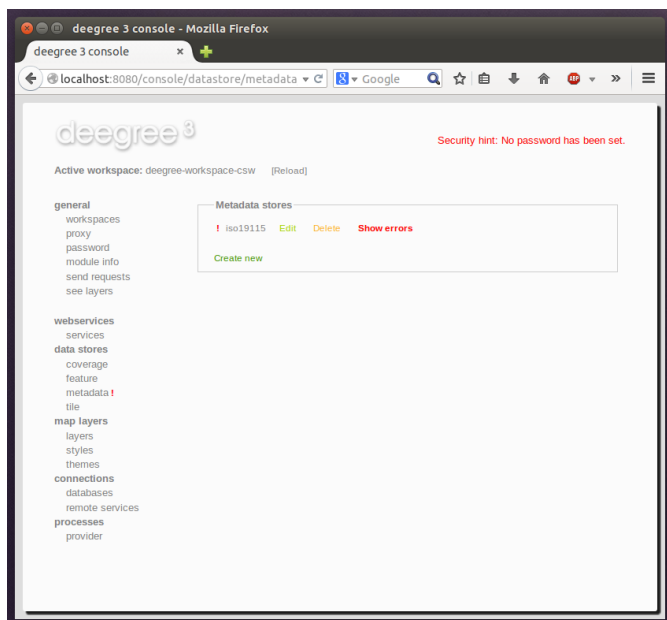 deegree 3 console - Mozilla Firefox
deegree 3 console ×
localhost:8080/console/datastore/metadata Google
deegree 3
Security hint: No password has been set.
Active workspace: deegree-workspace-csw [Reload]
general
workspaces
proxy
password
module info
send requests
see layers
webservices
services
data stores
coverage
feature
metadata !
tile
map layers
layers
styles
themes
connections
databases
remote services
processes
provider
Metadata stores
! iso19115 Edit Delete Show errors
Create new